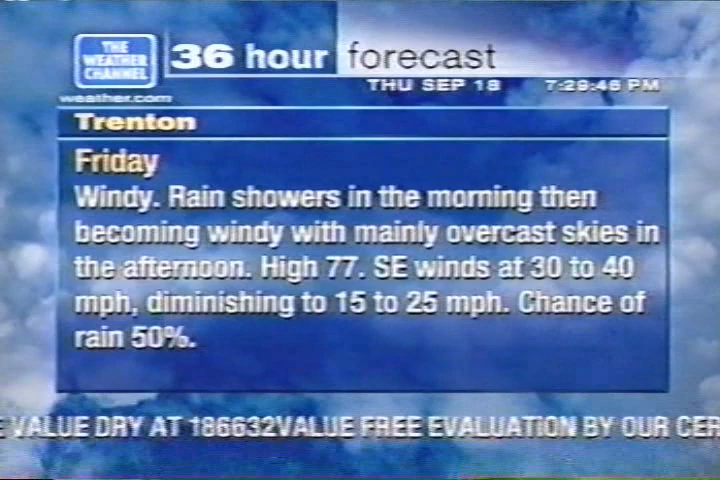 THE
WEATHER
CHANNEL
36 hour forecast
weather.com
THU SEP 18 7:29:46 PM
Trenton
Friday
Windy. Rain showers in the morning then
becoming windy with mainly overcast skies in
the afternoon. High 77. SE winds at 30 to 40
mph, diminishing to 15 to 25 mph. Chance of
rain 50%.
E VALUE DRY AT 186632VALUE FREE EVALUATION BY OUR CER